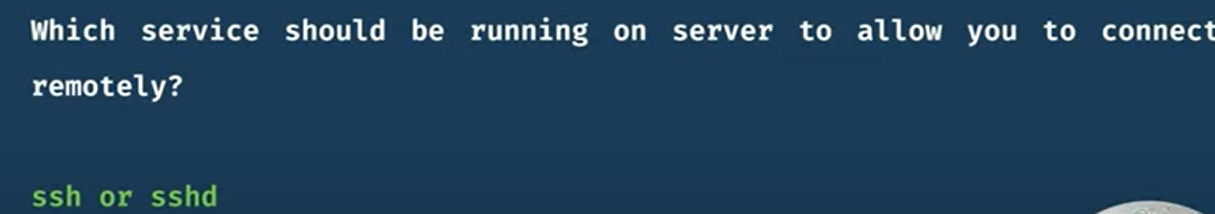 Which service should be running on server to allow you to connect
remotely?
ssh or sshd